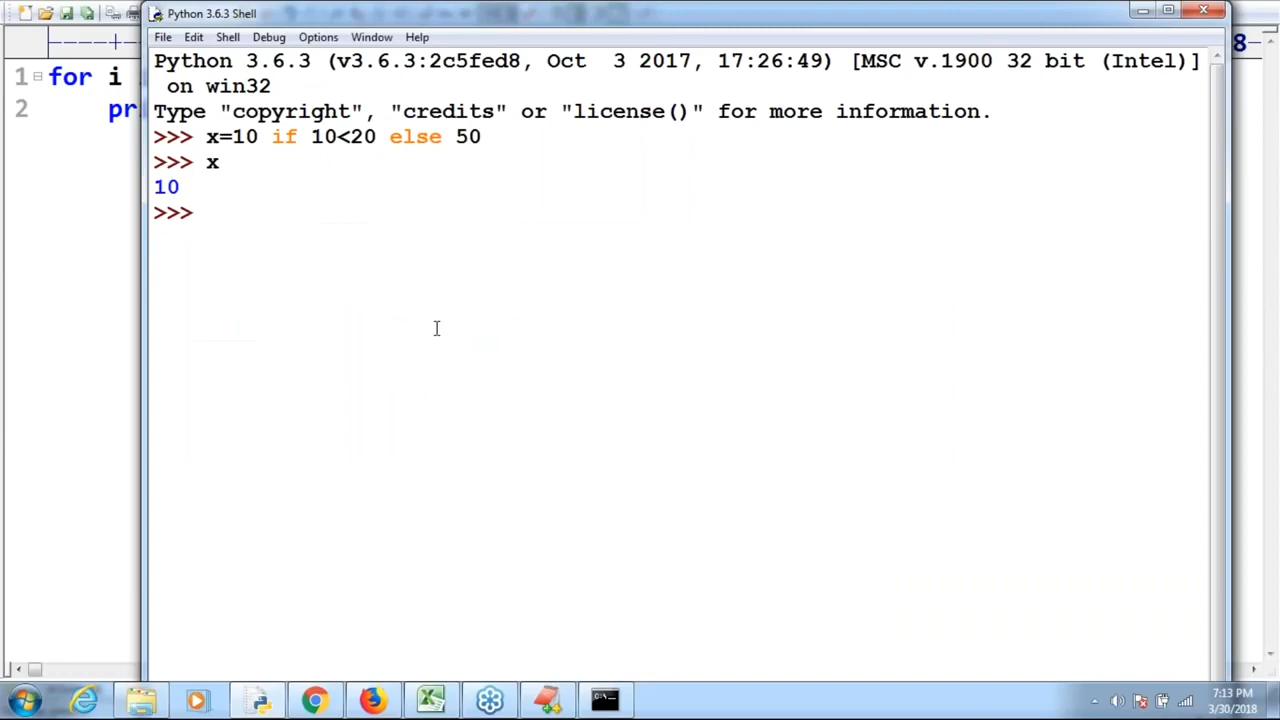 Python 3.6.3 Shell
File Edit Shell Debug Options Window Help
Python 3.6.3 (v3.6.3:2c5fed8, Oct  3 2017, 17:26:49) [MSC v.1900 32 bit (Intel)]
 on win32
Type "copyright", "credits" or "license()" for more information.
>>> x=10 if 10<20 else 50
>>> x
10
>>>
8
1 for i
2 pr
7:13 PM
3/30/2018